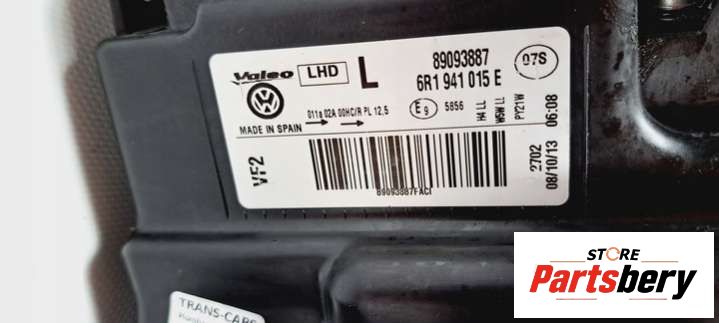 Valeo LHD L 89093887 07S
6R1 941 015 E
011a 02A 00HC/R PL 12,5 E9 5856
MADE IN SPAIN
H4 LL
W5W LL
PY21W
06:08
VF2
2702
08/10/13
89093887FACI
TRANS-CARS
STORE
Partsbery